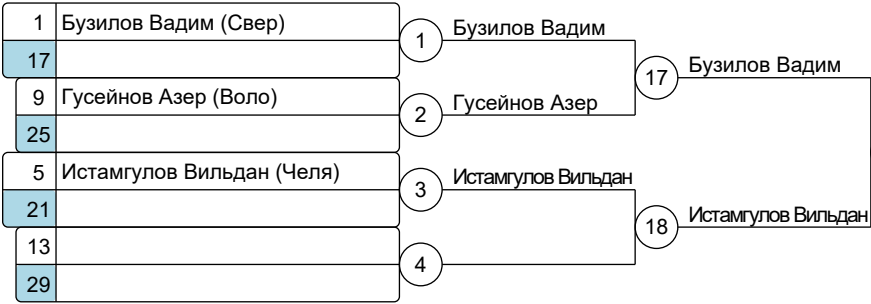 1 Бузилов Вадим (Свер)
17
1 Бузилов Вадим
9 Гусейнов Азер (Воло)
25
2 Гусейнов Азер
17 Бузилов Вадим
5 Истамгулов Вильдан (Челя)
21
3 Истамгулов Вильдан
13
29
4
18 Истамгулов Вильдан